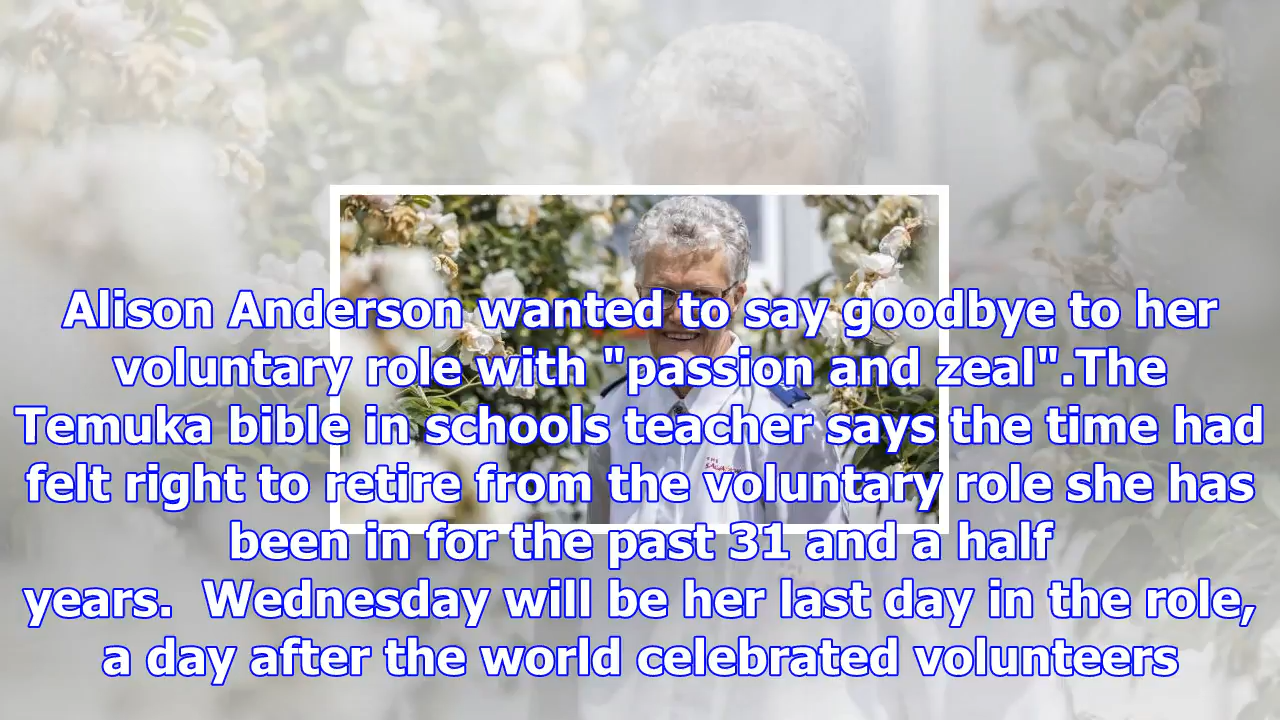 Alison Anderson wanted to say goodbye to her
voluntary role with "passion and zeal".The
Temuka bible in schools teacher says the time had
felt right to retire from the voluntary role she has
been in for the past 31 and a half
years.  Wednesday will be her last day in the role,
a day after the world celebrated volunteers